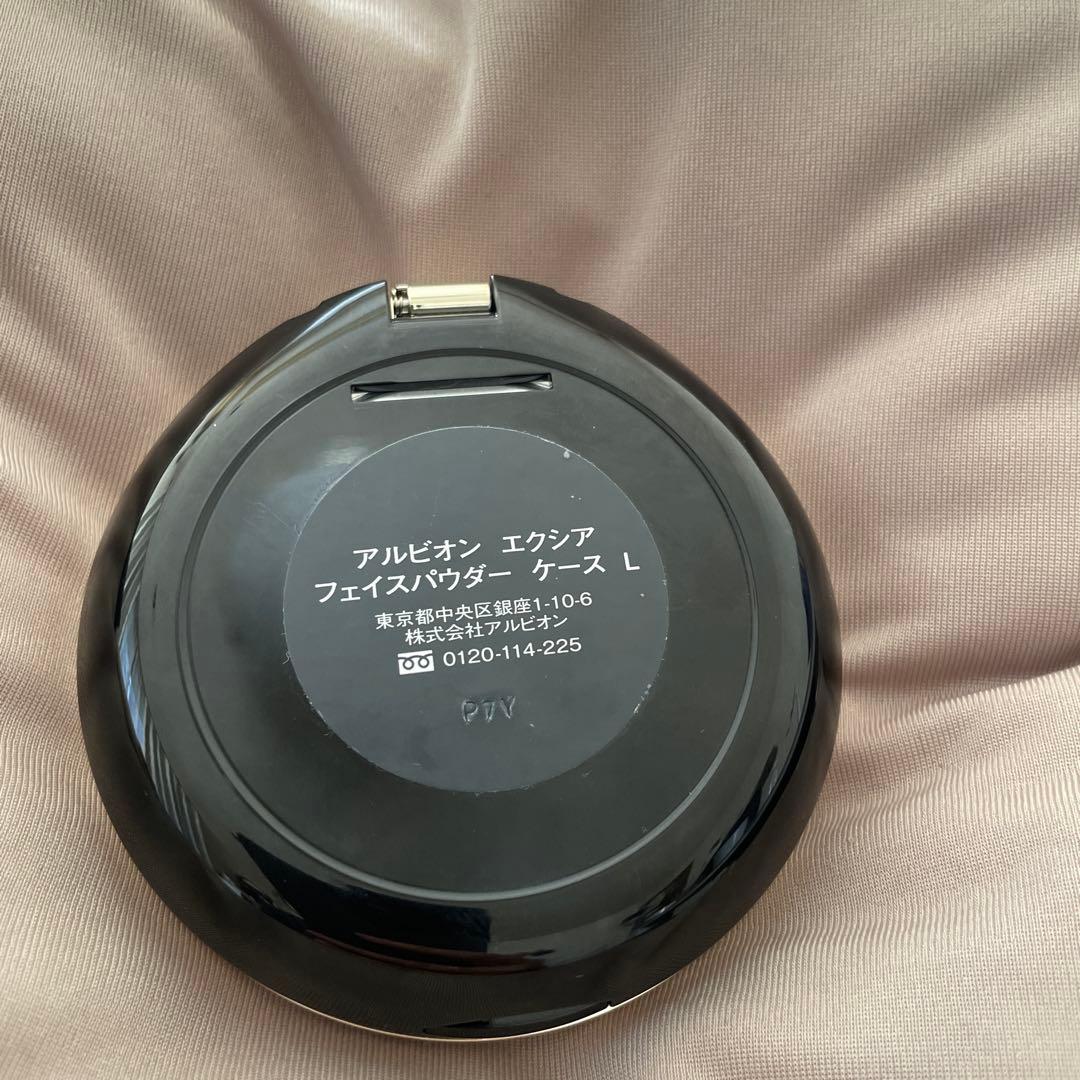 アルビオン エクシア
フェイスパウダー ケース L
東京都中央区銀座1-10-6
株式会社アルビオン
0120-114-225